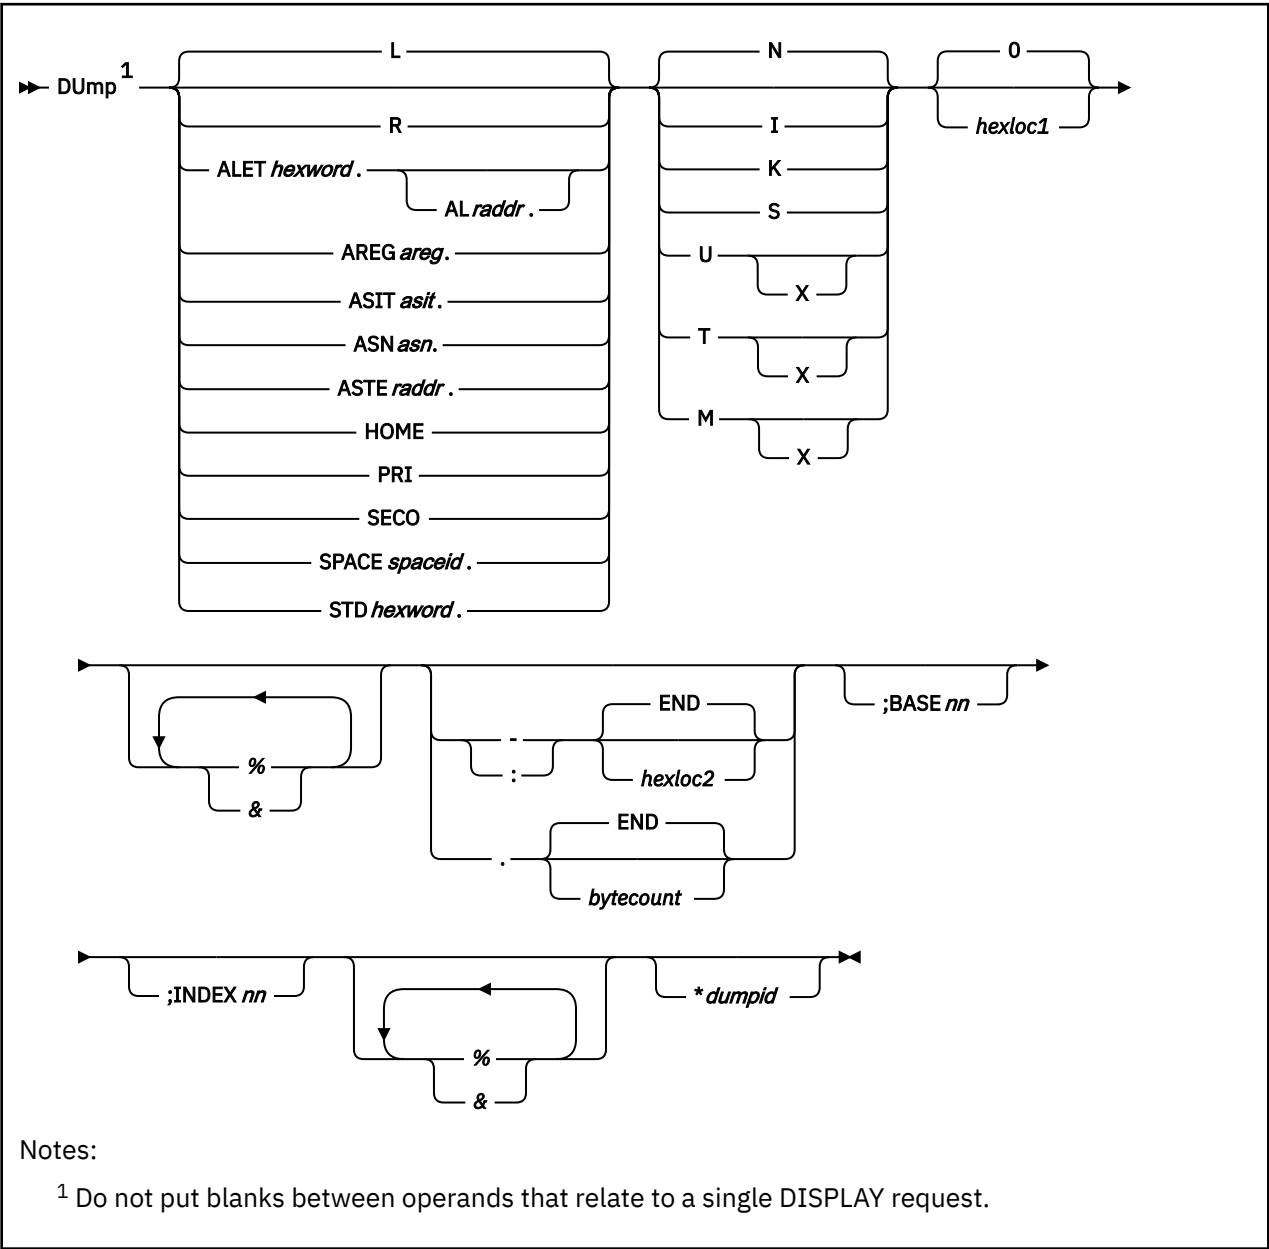 L N 0
DUmp 1
R I hexloc1
ALET hexword . K
AL raddr . S
AREG areg. U
ASIT asit . X
ASN asn. T
ASTE raddr . X
HOME M
PRI X
SECO
SPACE spaceid .
STD hexword .
END ;BASE nn
-
% : hexloc2
& END
.
bytecount
;INDEX nn *dumpid
%
&
Notes:
1 Do not put blanks between operands that relate to a single DISPLAY request.